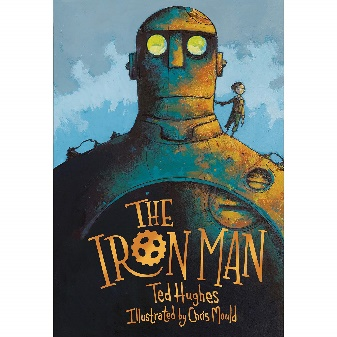 THE
IRON MAN
Ted Hughes
Illustrated by Chris Mould